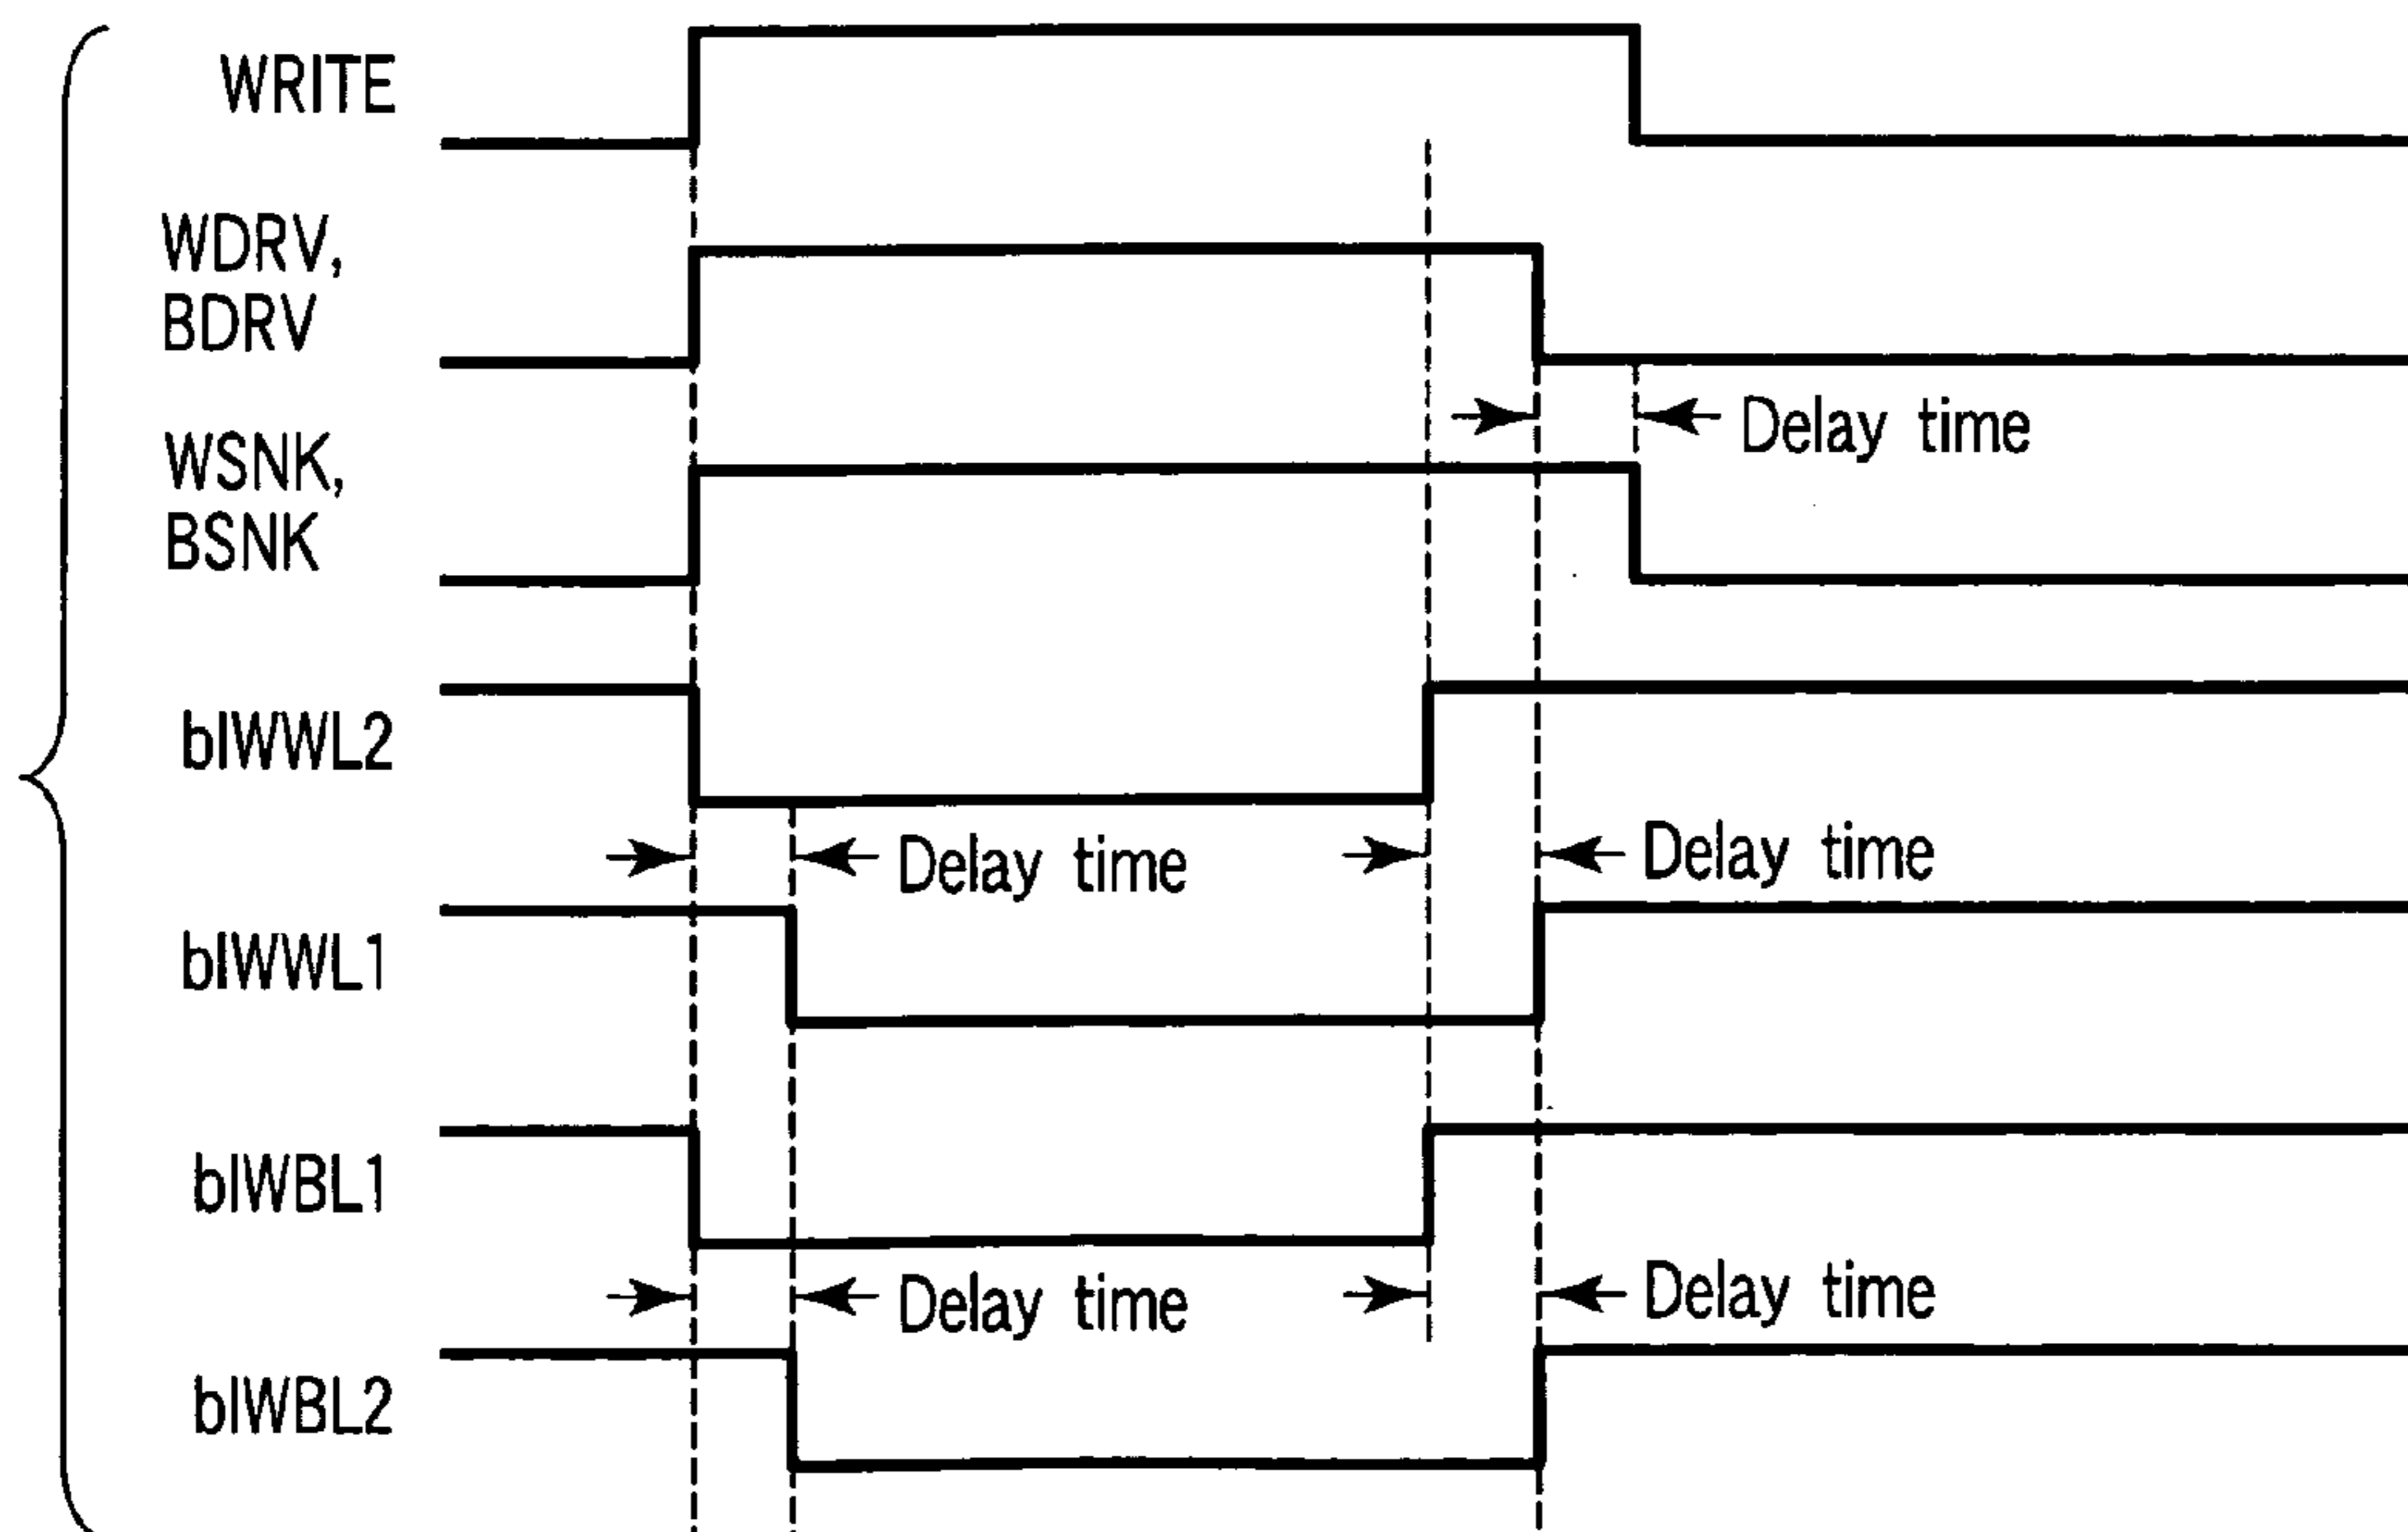 WRITE
WDRV,
BDRV
Delay time
WSNK,
BSNK
bIWWL2
Delay time
Delay time
bIWWL1
bIWBL1
Delay time
Delay time
bIWBL2